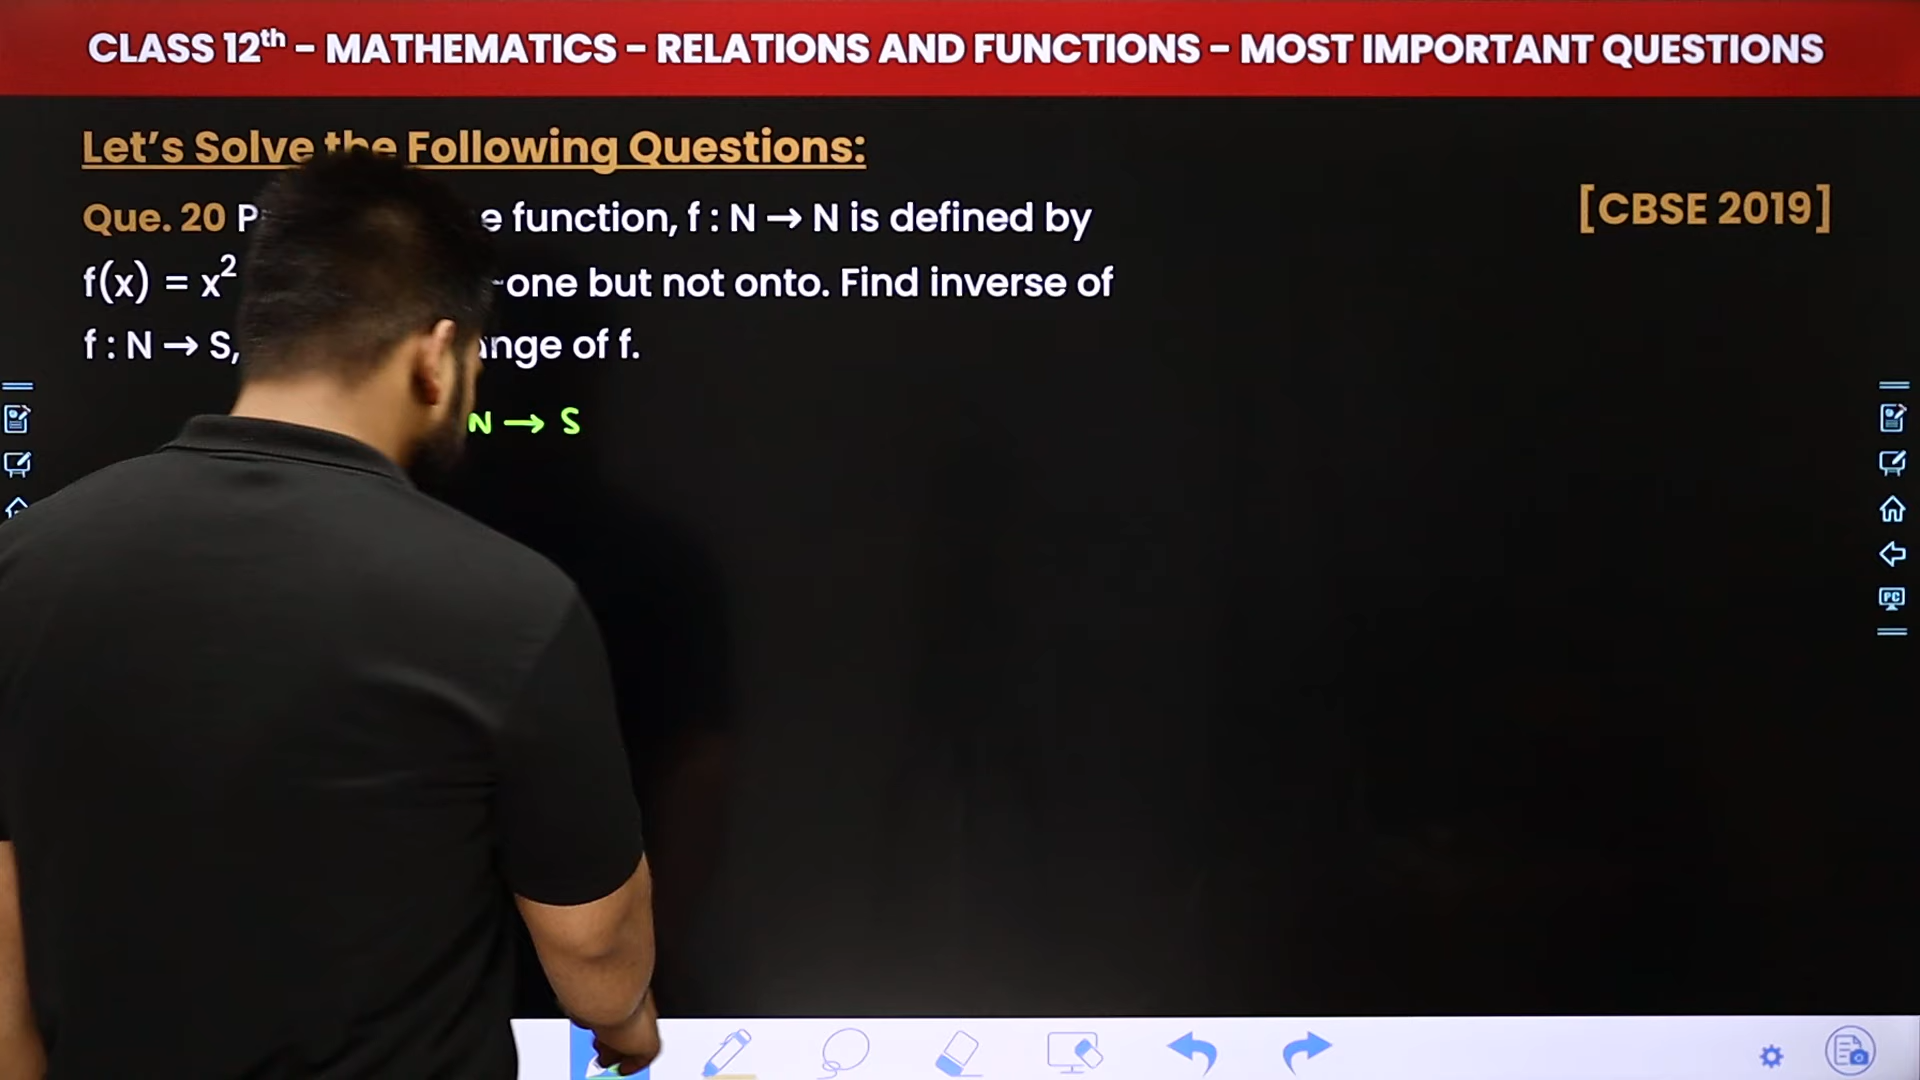 CLASS 12th - MATHEMATICS - RELATIONS AND FUNCTIONS - MOST IMPORTANT QUESTIONS
Let's Solve the Following Questions:
[CBSE 2019]
Que. 20 function, f : N → N is defined by
f(x) = x² -one but not onto. Find inverse of
f : N → S, of f.
N → S
PC